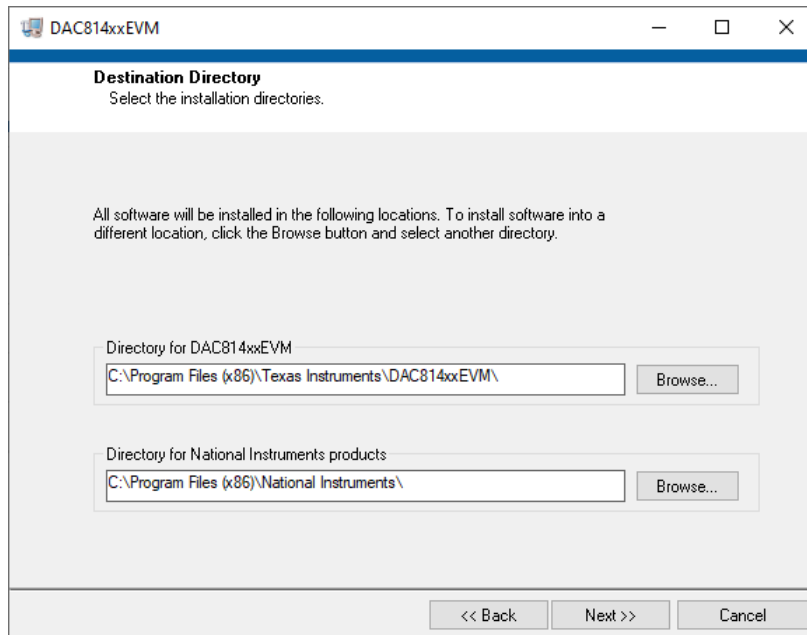 DAC814xxEVM
Destination Directory
Select the installation directories.
All software will be installed in the following locations. To install software into a
different location, click the Browse button and select another directory.
Directory for DAC814xxEVM
C:\Program Files (x86)\Texas Instruments\DAC814xxEVM\
Browse...
Directory for National Instruments products
C:\Program Files (x86)\National Instruments\
Browse...
<< Back
Next >>
Cancel